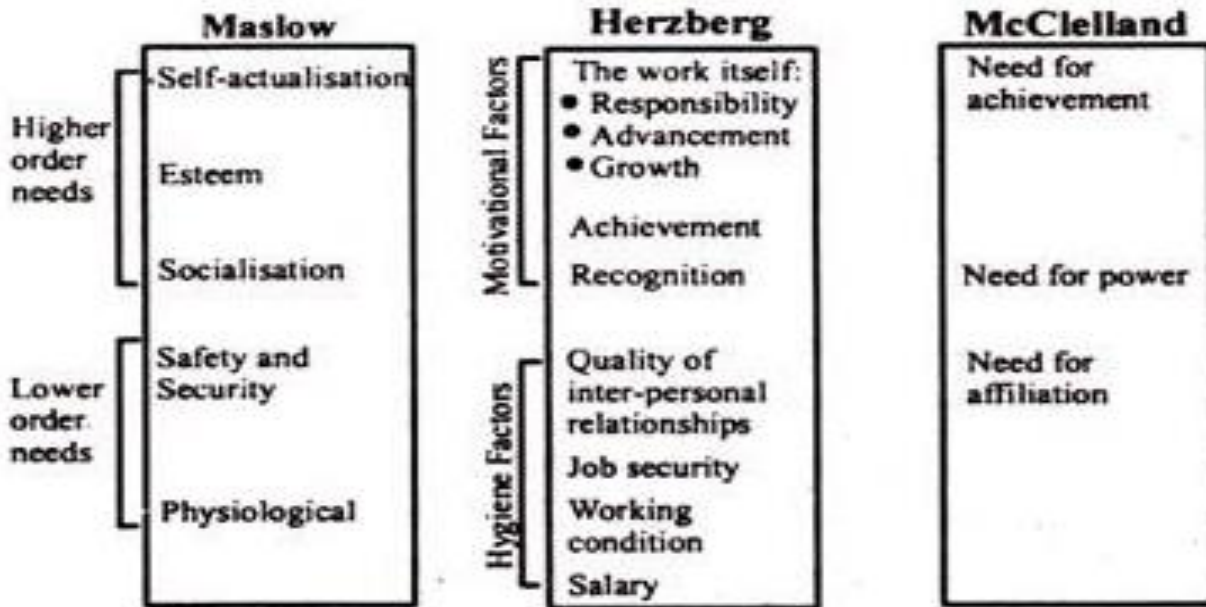 Maslow
Herzberg
McClelland
Higher
order
needs
Lower
order
needs
Self-actualisation
Esteem
Socialisation
Safety and
Security
Physiological
Motivational Factors
Hygiene Factors
The work itself:
• Responsibility
• Advancement
• Growth
Achievement
Recognition
Quality of
inter-personal
relationships
Job security
Working
condition
Salary
Need for
achievement
Need for power
Need for
affiliation